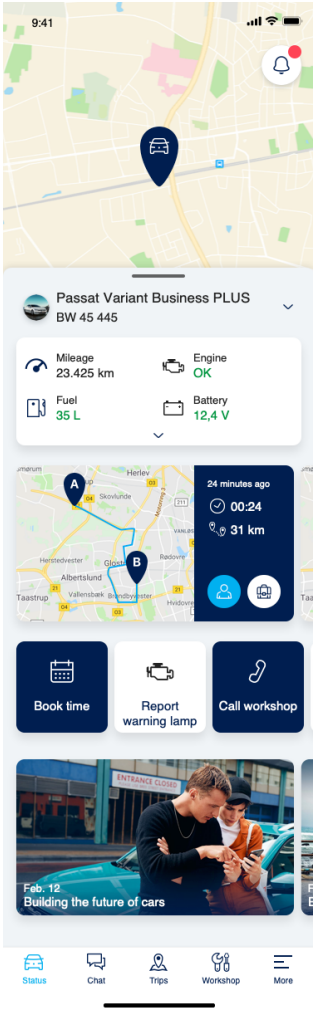 9:41
Passat Variant Business PLUS
BW 45 445
Mileage
23.425 km
Engine
OK
Fuel
35 L
Battery
12,4 V
A
Herlev
Skovlunde
Glost
B
Rødovre
Herstedvester
Albertslund
Taastrup
Vallensbæk
Brøndbyvester
Hvidovre
24 minutes ago
00:24
31 km
Book time
Report
warning lamp
Call workshop
ENTRANCE CLOSED
Feb. 12
Building the future of cars
Status
Chat
Trips
Workshop
More